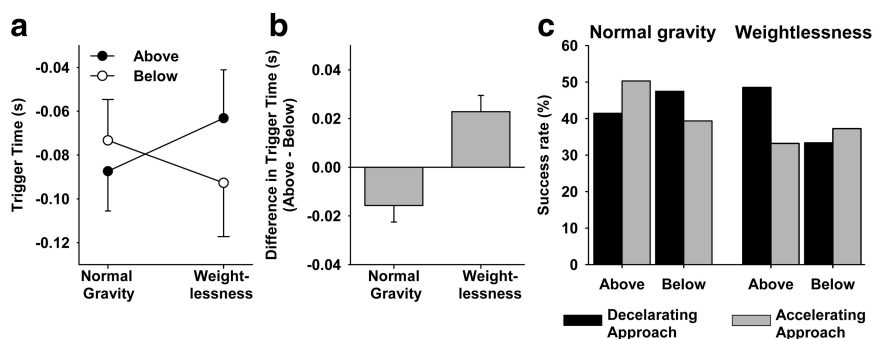 a
Above
Below
Trigger Time (s)
-0.04
-0.06
-0.08
-0.10
-0.12
Normal
Gravity
Weight-
lessness
b
Difference in Trigger Time (s)
(Above - Below)
0.04
0.02
0.00
-0.02
-0.04
Normal
Gravity
Weight-
lessness
c
Normal gravity
Weightlessness
Success rate (%)
60
50
40
30
20
10
0
Above
Below
Above
Below
Decelarating
Approach
Accelerating
Approach